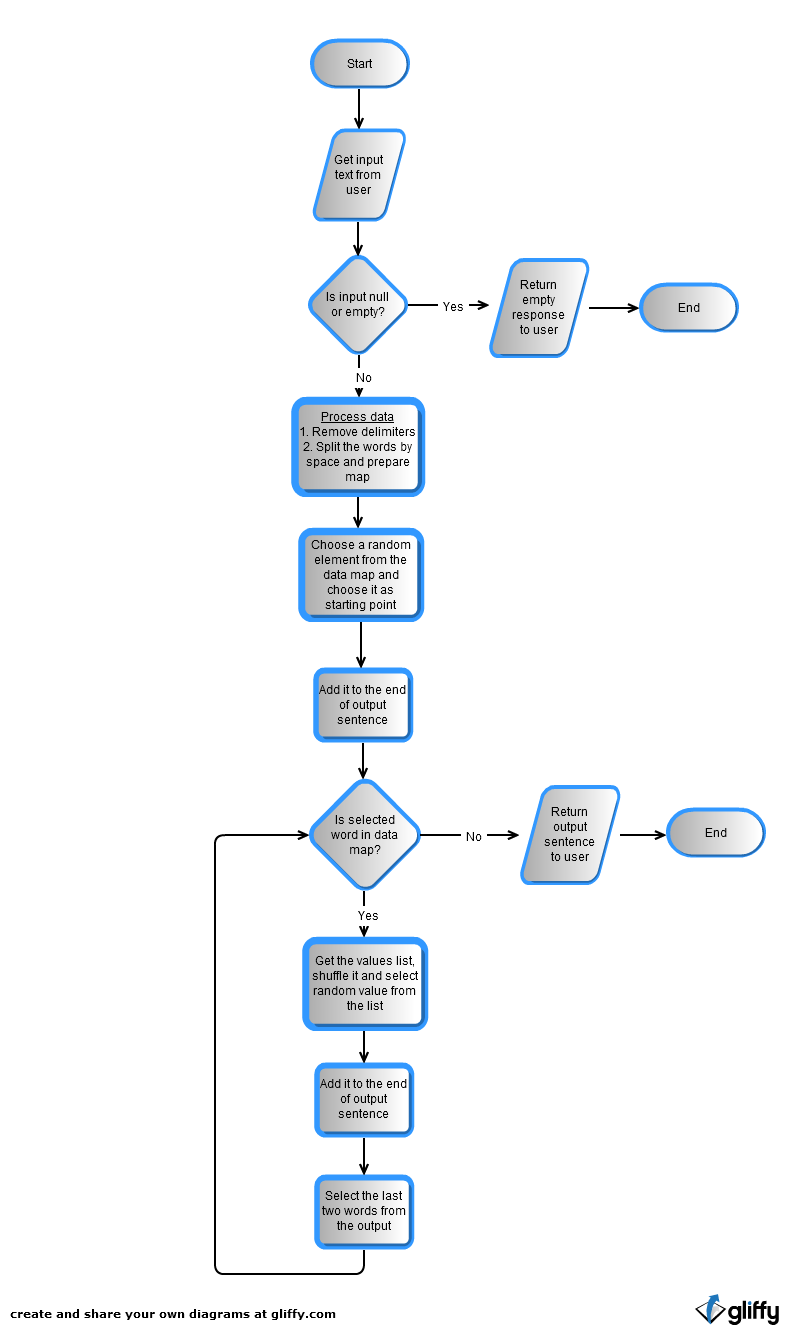 Start
Get input
text from
user
Is input null
or empty?
Yes
Return
empty
response
to user
End
No
Process data
1. Remove delimiters
2. Split the words by
space and prepare
map
Choose a random
element from the
data map and
choose it as
starting point
Add it to the end
of output
sentence
Is selected
word in data
map?
No
Return
output
sentence
to user
End
Yes
Get the values list,
shuffle it and select
random value from
the list
Add it to the end
of output
sentence
Select the last
two words from
the output
create and share your own diagrams at gliffy.com
gliffy